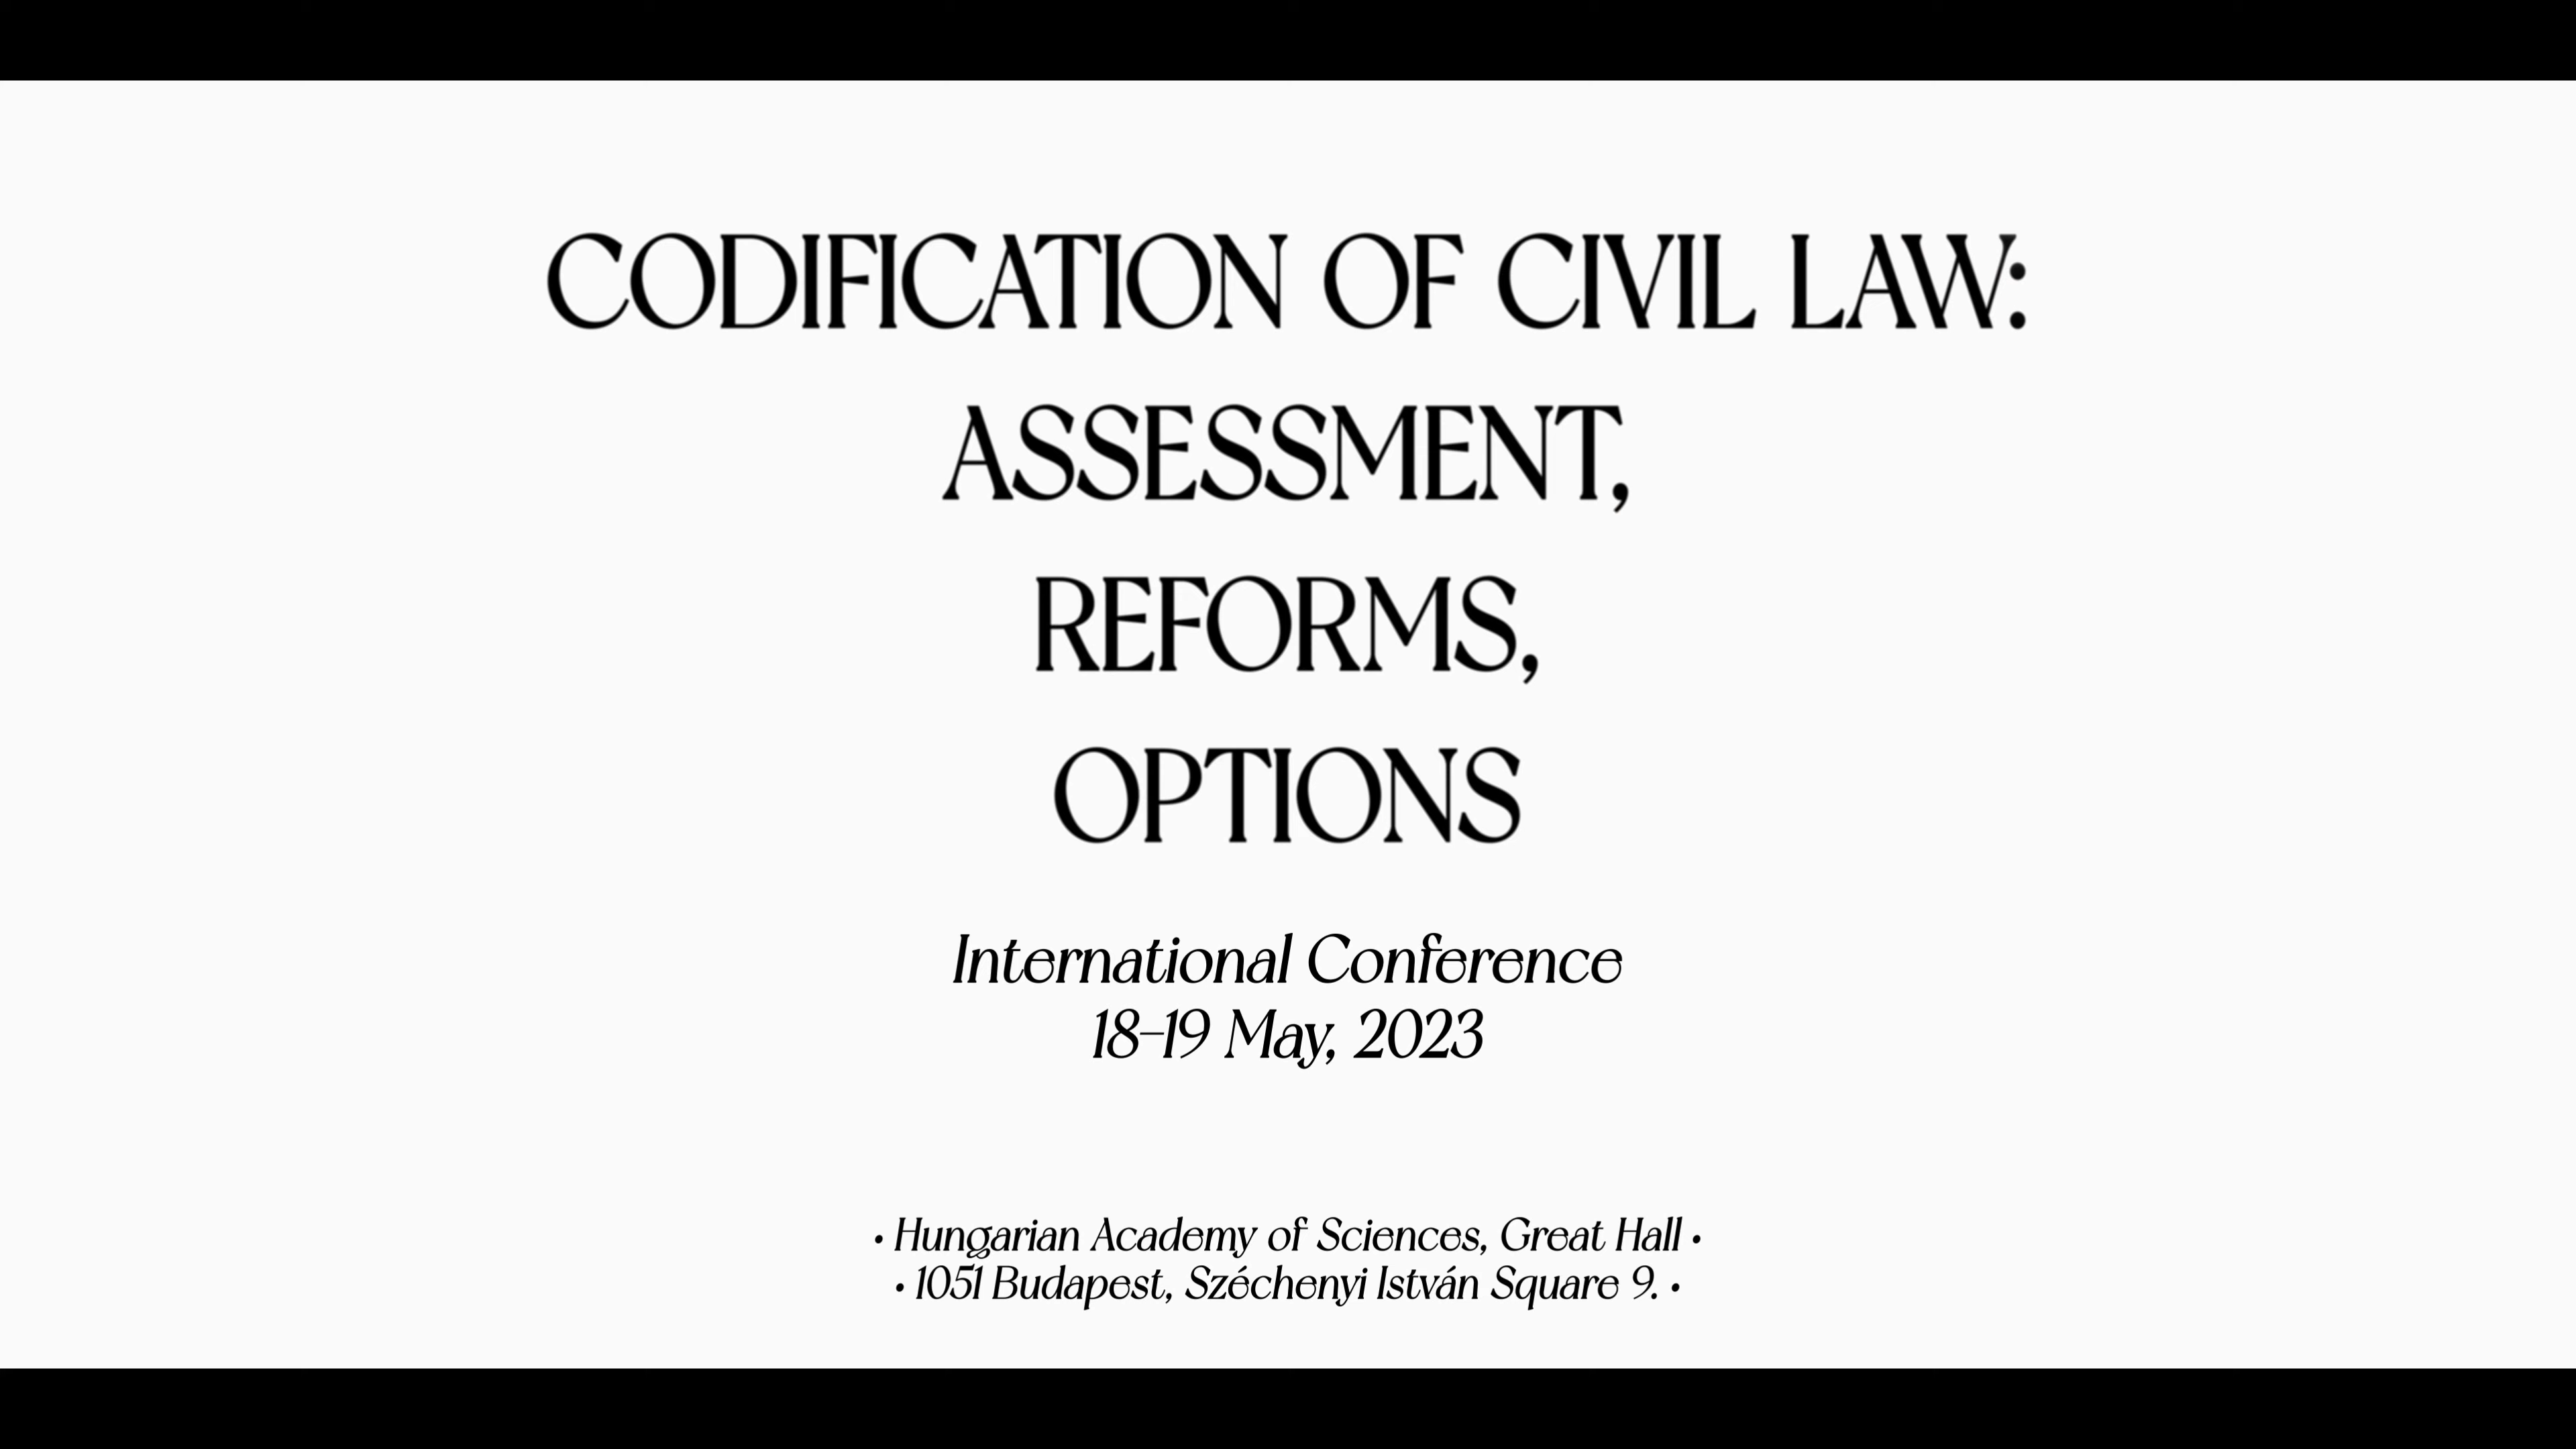 CODIFICATION OF CIVIL LAW:
ASSESSMENT,
REFORMS,
OPTIONS
International Conference
18–19 May, 2023
• Hungarian Academy of Sciences, Great Hall •
• 1051 Budapest, Széchenyi István Square 9. •